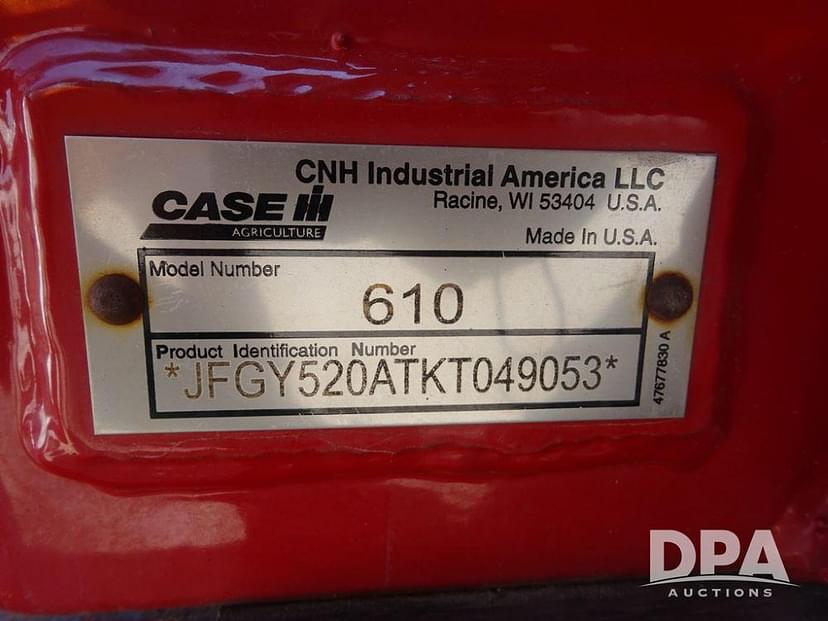 CNH Industrial America LLC
Racine, WI 53404 U.S.A.
CASE IH
AGRICULTURE
Made In U.S.A.
Model Number
610
Product Identification Number
*JFGY520ATKT049053*
47677830 A
DPA
AUCTIONS